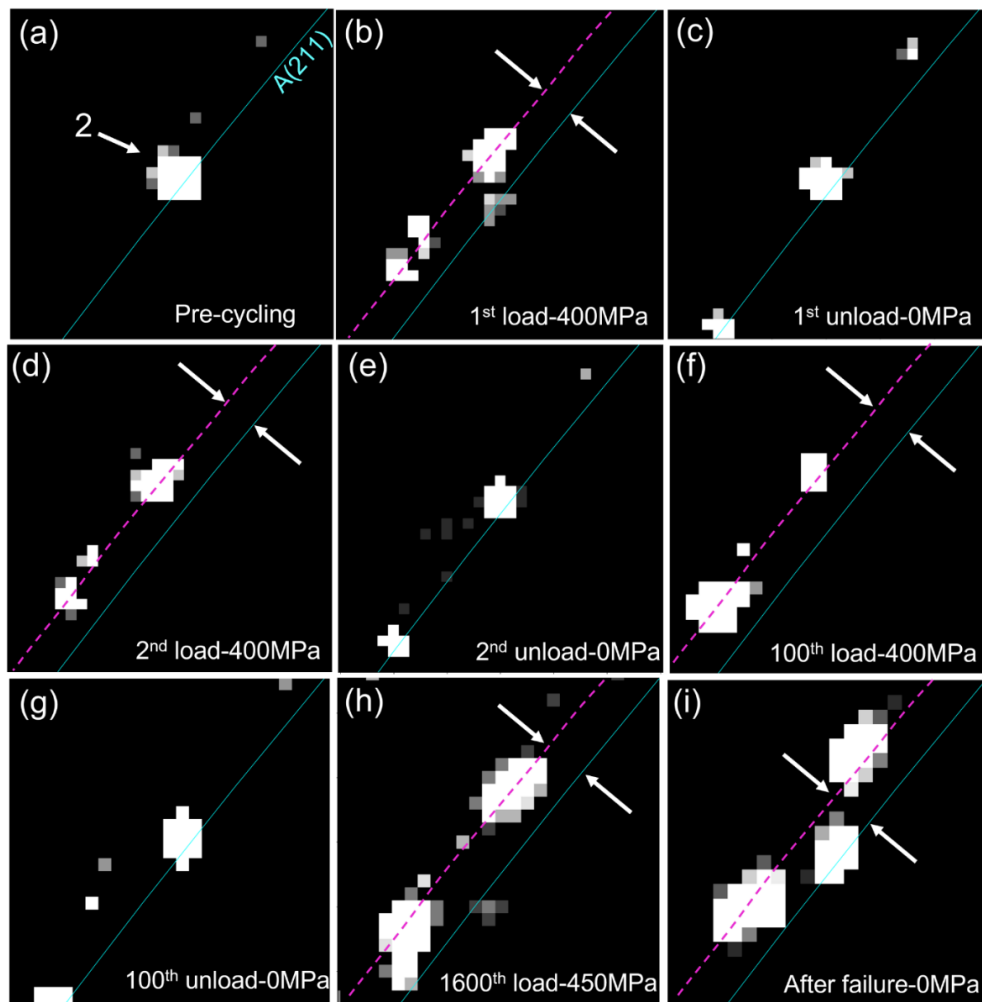 (a)
A(211)
2
Pre-cycling
(b)
1st load-400MPa
(c)
1st unload-0MPa
(d)
2nd load-400MPa
(e)
2nd unload-0MPa
(f)
100th load-400MPa
(g)
100th unload-0MPa
(h)
1600th load-450MPa
(i)
After failure-0MPa